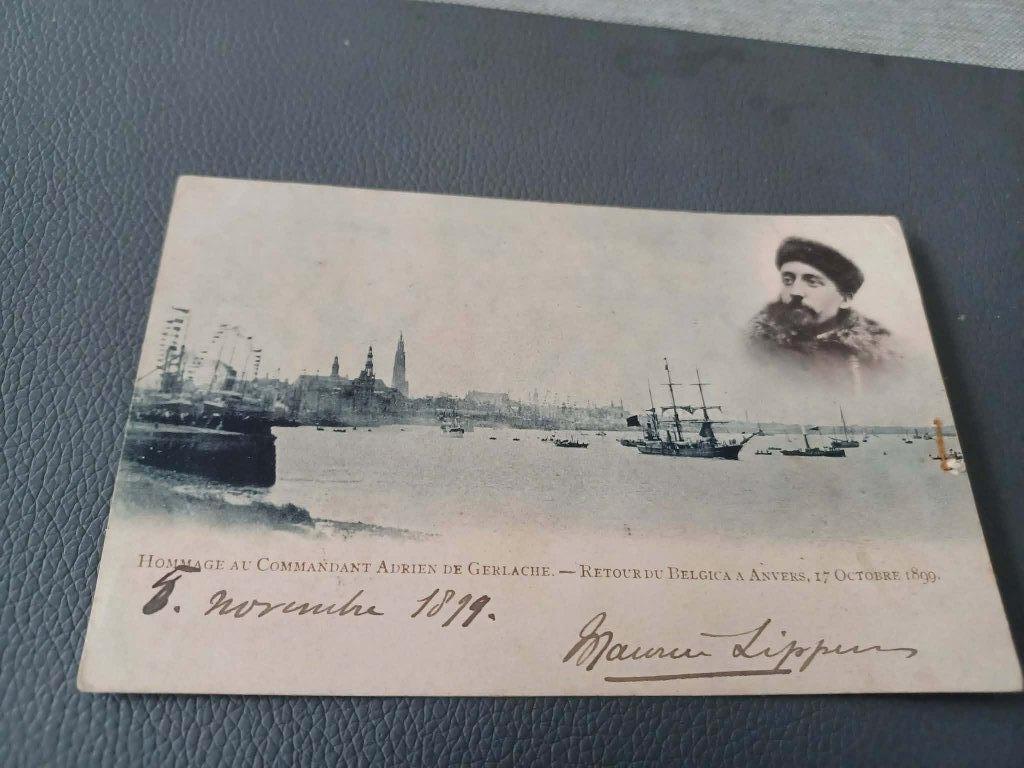 HOMMAGE AU COMMANDANT ADRIEN DE GERLACHE. — RETOUR DU BELGICA A ANVERS, 17 OCTOBRE 1899.
5. novembre 1899.
Maurice Lippens